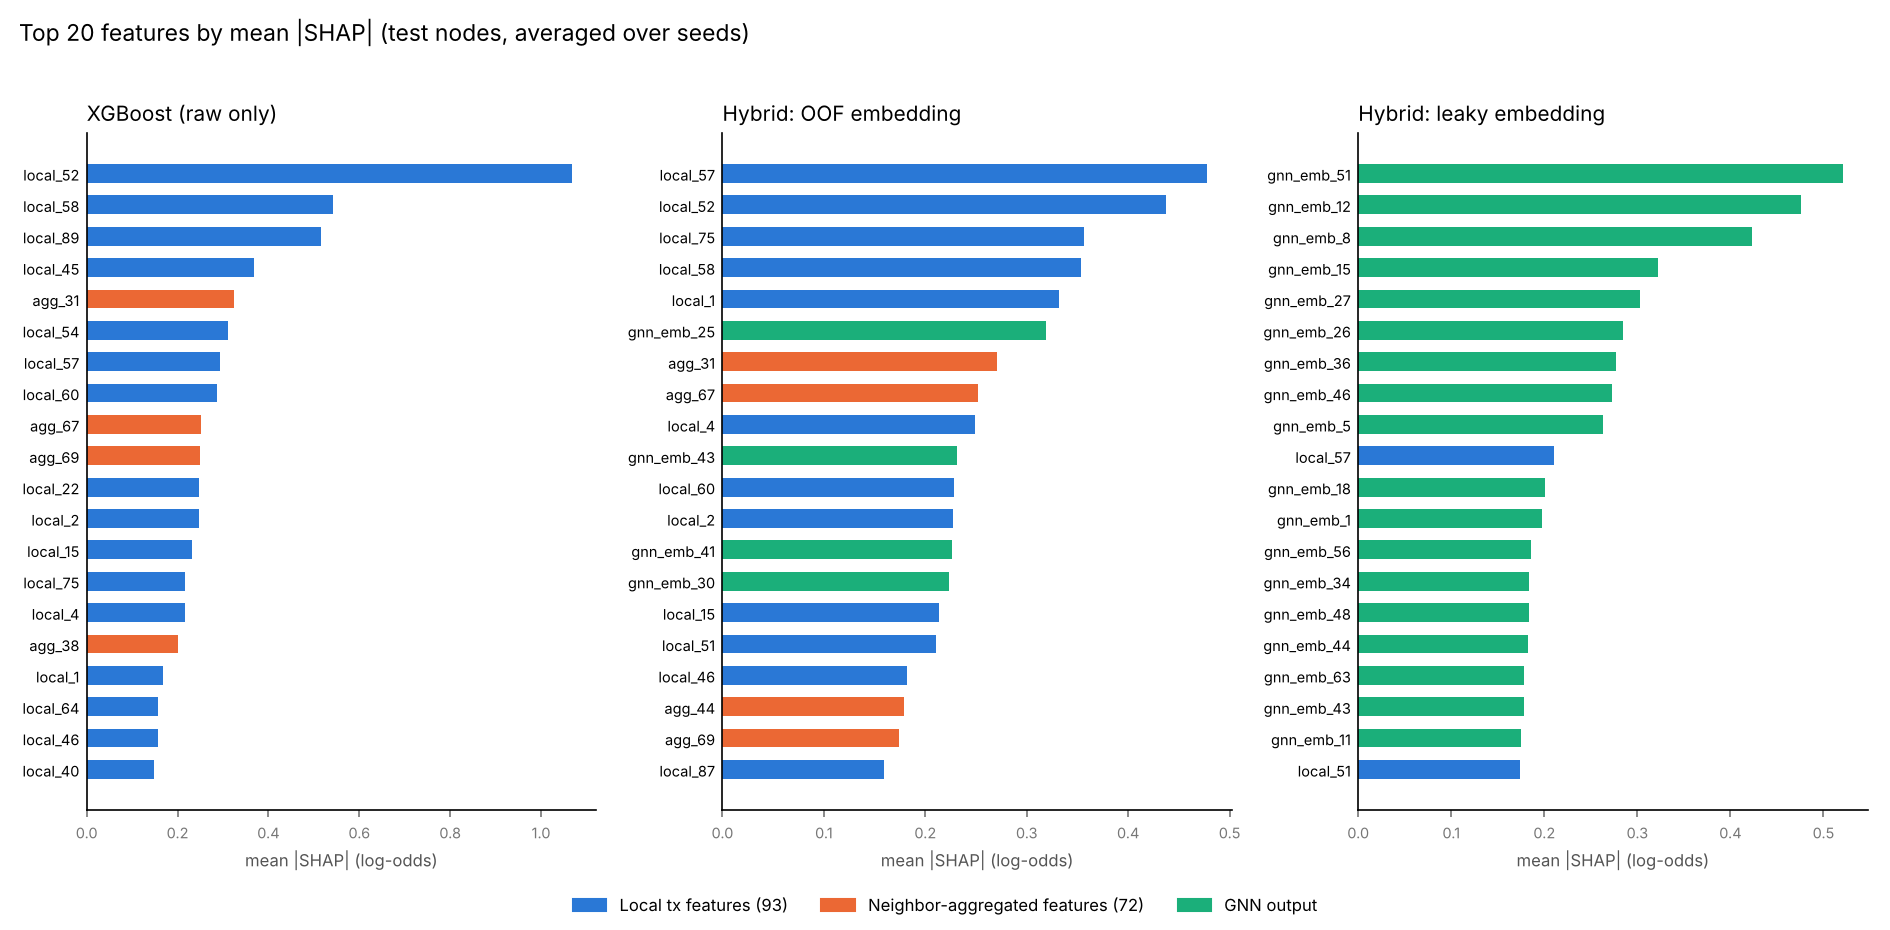 Top 20 features by mean |SHAP| (test nodes, averaged over seeds)
XGBoost (raw only)
local_52
local_58
local_89
local_45
agg_31
local_54
local_57
local_60
agg_67
agg_69
local_22
local_2
local_15
local_75
local_4
agg_38
local_1
local_64
local_46
local_40
0.0 0.2 0.4 0.6 0.8 1.0
mean |SHAP| (log-odds)
Hybrid: OOF embedding
local_57
local_52
local_75
local_58
local_1
gnn_emb_25
agg_31
agg_67
local_4
gnn_emb_43
local_60
local_2
gnn_emb_41
gnn_emb_30
local_15
local_51
local_46
agg_44
agg_69
local_87
0.0 0.1 0.2 0.3 0.4 0.5
mean |SHAP| (log-odds)
Hybrid: leaky embedding
gnn_emb_51
gnn_emb_12
gnn_emb_8
gnn_emb_15
gnn_emb_27
gnn_emb_26
gnn_emb_36
gnn_emb_46
gnn_emb_5
local_57
gnn_emb_18
gnn_emb_1
gnn_emb_56
gnn_emb_34
gnn_emb_48
gnn_emb_44
gnn_emb_63
gnn_emb_43
gnn_emb_11
local_51
0.0 0.1 0.2 0.3 0.4 0.5
mean |SHAP| (log-odds)
Local tx features (93) Neighbor-aggregated features (72) GNN output